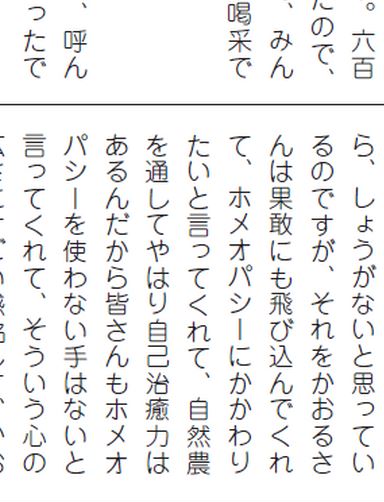 。六百
たので、
、みん
喝采で
、呼ん
ったで
ら、しょうがないと思ってい
るのですが、それをかおるさ
んは果敢にも飛び込んでくれ
て、ホメオパシーにかかわり
たいと言ってくれて、自然農
を通してやはり自己治癒力は
あるんだから皆さんもホメオ
パシーを使わない手はないと
言ってくれて、そういう心の